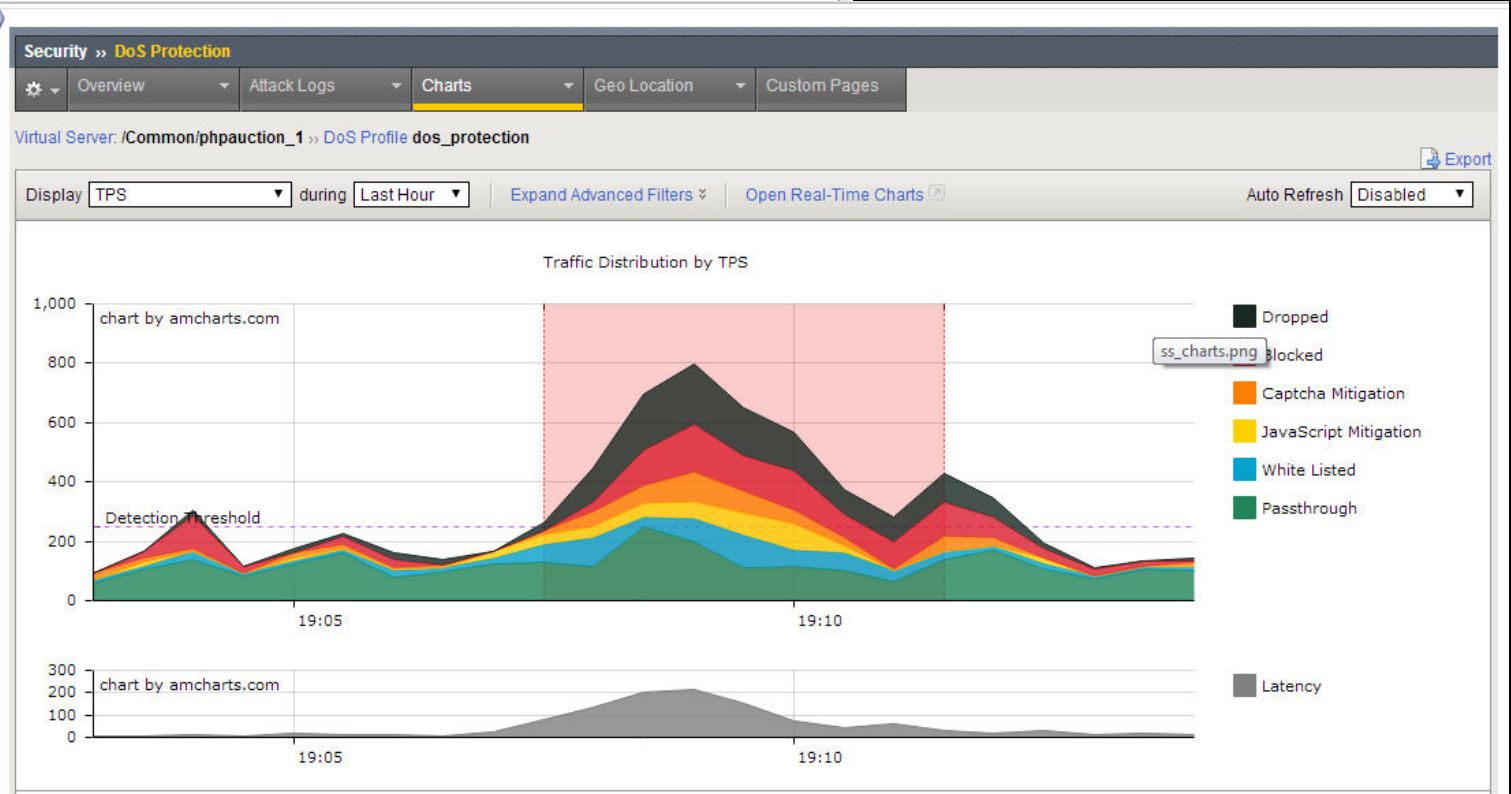 Security ›› DoS Protection
Overview Attack Logs Charts Geo Location Custom Pages
Virtual Server: /Common/phpauction_1 ›› DoS Profile dos_protection
Export
Display TPS during Last Hour Expand Advanced Filters Open Real-Time Charts Auto Refresh Disabled
Traffic Distribution by TPS
1,000
chart by amcharts.com
Dropped
800
ss_charts.png
Blocked
Captcha Mitigation
600
JavaScript Mitigation
White Listed
400
Passthrough
Detection Threshold
200
0
19:05 19:10
300
chart by amcharts.com
Latency
200
100
0
19:05 19:10